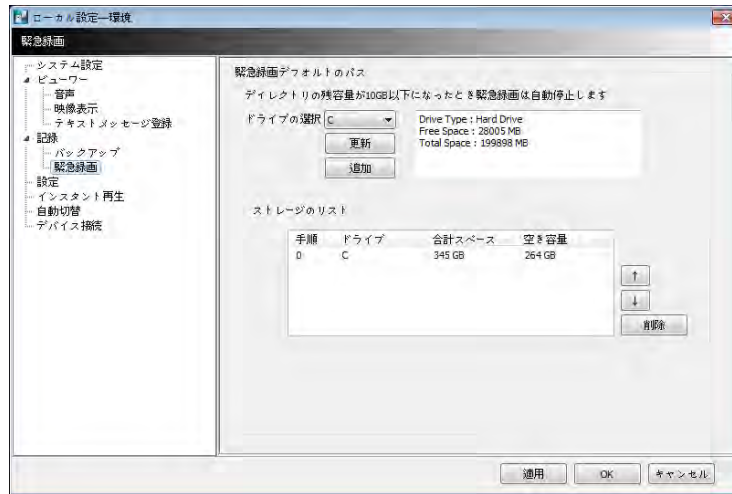 ローカル設定—環境
緊急録画
システム設定
ビューワー
音声
映像表示
テキストメッセージ登録
記録
バックアップ
緊急録画
設定
インスタント再生
自動切替
デバイス接続
緊急録画デフォルトのパス
ディレクトリの残容量が10GB以下になったとき緊急録画は自動停止します
ドライブの選択 C
更新
追加
Drive Type : Hard Drive
Free Space : 28005 MB
Total Space : 199898 MB
ストレージのリスト
手順 ドライブ 合計スペース 空き容量
0 C 345 GB 264 GB
↑
↓
削除
適用 OK キャンセル